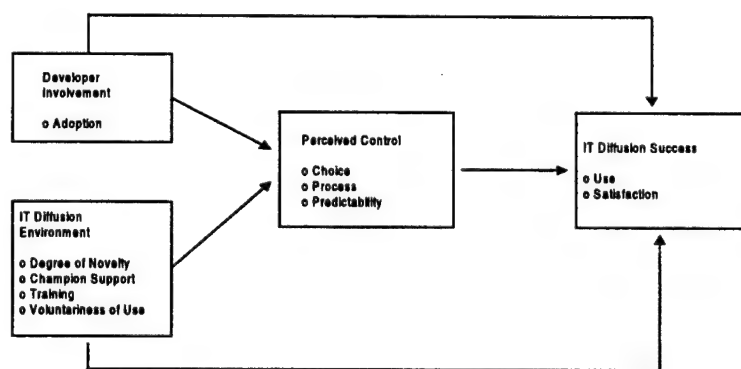 Developer
Involvement
o Adoption
Perceived Control
o Choice
o Process
o Predictability
IT Diffusion Success
o Use
o Satisfaction
IT Diffusion
Environment
o Degree of Novelty
o Champion Support
o Training
o Voluntariness of Use